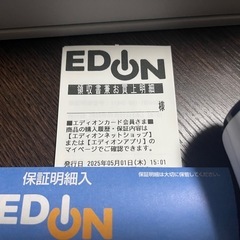 EDION
領収書兼お買上明細
様
■エディオンカード会員さま■
商品の購入履歴・保証内容は
【エディオンネットショップ】
または【エディオンアプリ】の
マイページでご確認できます。
発行日 2025年05月01日(木) 15:01
保証明細入
保証明細は大切に保管してください。
EDION